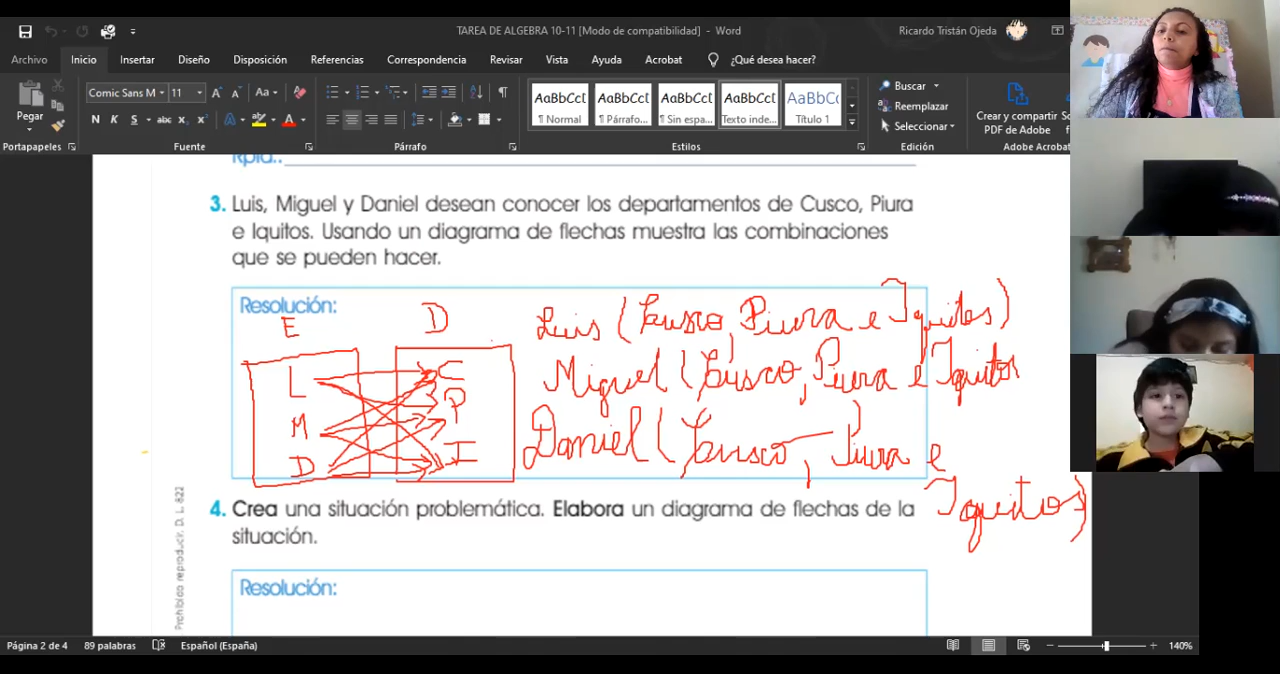 TAREA DE ALGEBRA 10-11 [Modo de compatibilidad] - Word
Ricardo Tristán Ojeda
Archivo Inicio Insertar Diseño Disposición Referencias Correspondencia Revisar Vista Ayuda Acrobat ¿Qué desea hacer?
Comic Sans M 11 A A Aa
Pegar
N K S abc x₂ x² A A
AaBbCct AaBbCcI AaBbCcI AaBbCcI AaBbCcI
¶ Normal ¶ Párrafo... ¶ Sin espa... Texto inde... Título 1
Buscar
Reemplazar
Seleccionar
Crear y compartir
PDF de Adobe
Portapapeles Fuente Párrafo Estilos Edición Adobe Acrobat
Rpta.:
3. Luis, Miguel y Daniel desean conocer los departamentos de Cusco, Piura
e Iquitos. Usando un diagrama de flechas muestra las combinaciones
que se pueden hacer.
Resolución:
E D
L C
M P
D I
Luis (Cusco, Piura e Iquitos)
Miguel (Cusco, Piura e Iquitos
Daniel (Cusco, Piura e
Iquitos)
4. Crea una situación problemática. Elabora un diagrama de flechas de la
situación.
Resolución:
Prohibido reproducir. D. L. 822
Página 2 de 4 89 palabras Español (España) 140%